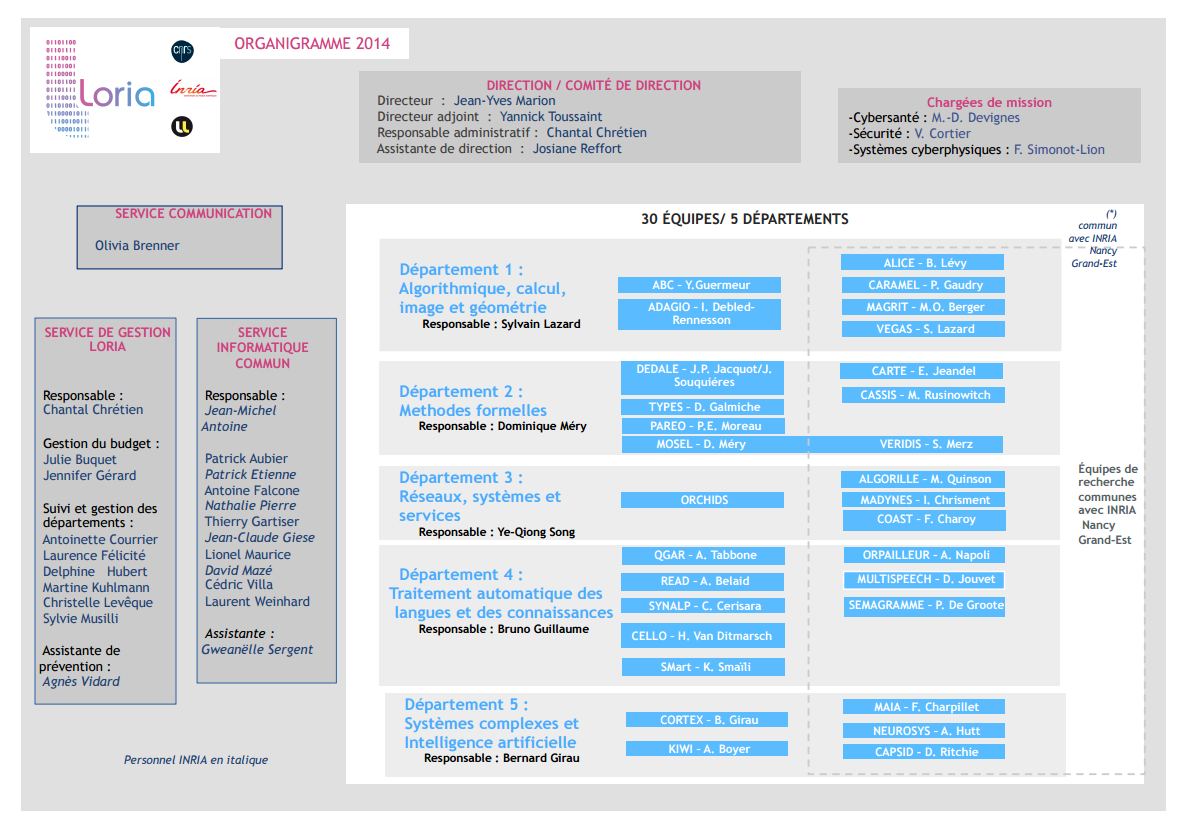 ORGANIGRAMME 2014
01101100
01101111
01110010
01101001
01100001
cnrs
Loria
Inria
DIRECTION / COMITÉ DE DIRECTION
Directeur : Jean-Yves Marion
Directeur adjoint : Yannick Toussaint
Responsable administratif : Chantal Chrétien
Assistante de direction : Josiane Reffort
Chargées de mission
-Cybersanté : M.-D. Devignes
-Sécurité : V. Cortier
-Systèmes cyberphysiques : F. Simonot-Lion
SERVICE COMMUNICATION
Olivia Brenner
SERVICE DE GESTION
LORIA
Responsable :
Chantal Chrétien
Gestion du budget :
Julie Buquet
Jennifer Gérard
Suivi et gestion des
départements :
Antoinette Courrier
Laurence Félicité
Delphine Hubert
Martine Kuhlmann
Christelle Levêque
Sylvie Musilli
Assistante de
prévention :
Agnès Vidard
SERVICE
INFORMATIQUE
COMMUN
Responsable :
Jean-Michel
Antoine
Patrick Aubier
Patrick Etienne
Antoine Falcone
Nathalie Pierre
Thierry Gartiser
Jean-Claude Giese
Lionel Maurice
David Mazé
Cédric Villa
Laurent Weinhard
Assistante :
Gweanëlle Sergent
Personnel INRIA en italique
30 ÉQUIPES/ 5 DÉPARTEMENTS
(*)
commun
avec INRIA
Nancy
Grand-Est
Département 1 :
Algorithmique, calcul,
image et géométrie
Responsable : Sylvain Lazard
ABC - Y.Guermeur
ADAGIO - I. Debled-
Rennesson
ALICE - B. Lévy
CARAMEL - P. Gaudry
MAGRIT - M.O. Berger
VEGAS - S. Lazard
Département 2 :
Methodes formelles
Responsable : Dominique Méry
DEDALE - J.P. Jacquot/J.
Souquiéres
TYPES - D. Galmiche
PAREO - P.E. Moreau
MOSEL - D. Méry
CARTE - E. Jeandel
CASSIS - M. Rusinowitch
VERIDIS - S. Merz
Département 3 :
Réseaux, systèmes et
services
Responsable : Ye-Qiong Song
ORCHIDS
ALGORILLE - M. Quinson
MADYNES - I. Chrisment
COAST - F. Charoy
Équipes de
recherche
communes
avec INRIA
Nancy
Grand-Est
Département 4 :
Traitement automatique des
langues et des connaissances
Responsable : Bruno Guillaume
QGAR - A. Tabbone
READ - A. Belaid
SYNALP - C. Cerisara
CELLO - H. Van Ditmarsch
SMart - K. Smaïli
ORPAILLEUR - A. Napoli
MULTISPEECH - D. Jouvet
SEMAGRAMME - P. De Groote
Département 5 :
Systèmes complexes et
Intelligence artificielle
Responsable : Bernard Girau
CORTEX - B. Girau
KIWI - A. Boyer
MAIA - F. Charpillet
NEUROSYS - A. Hutt
CAPSID - D. Ritchie